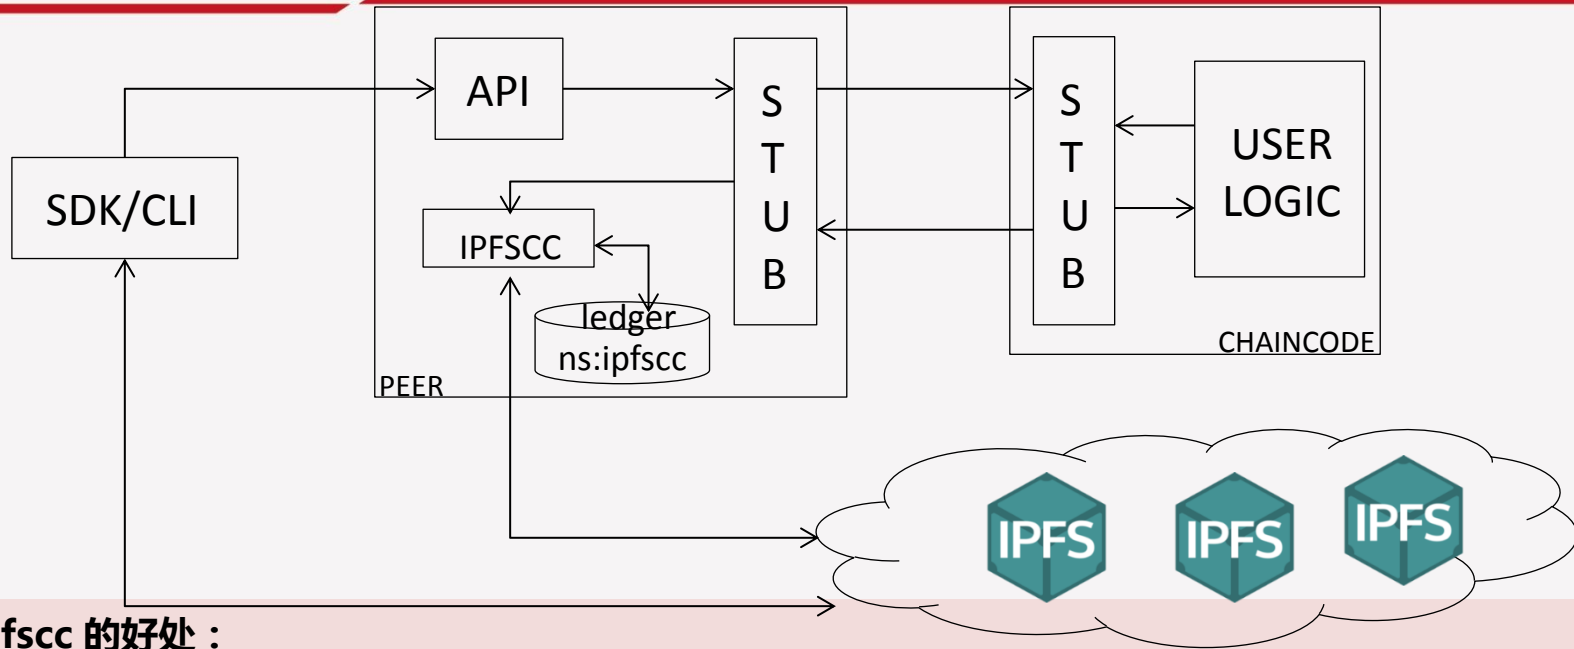 API
S
T
U
B
S
T
U
B
USER
LOGIC
SDK/CLI
IPFSCC
ledger
ns:ipfscc
PEER
CHAINCODE
IPFS
IPFS
IPFS
fscc 的好处：